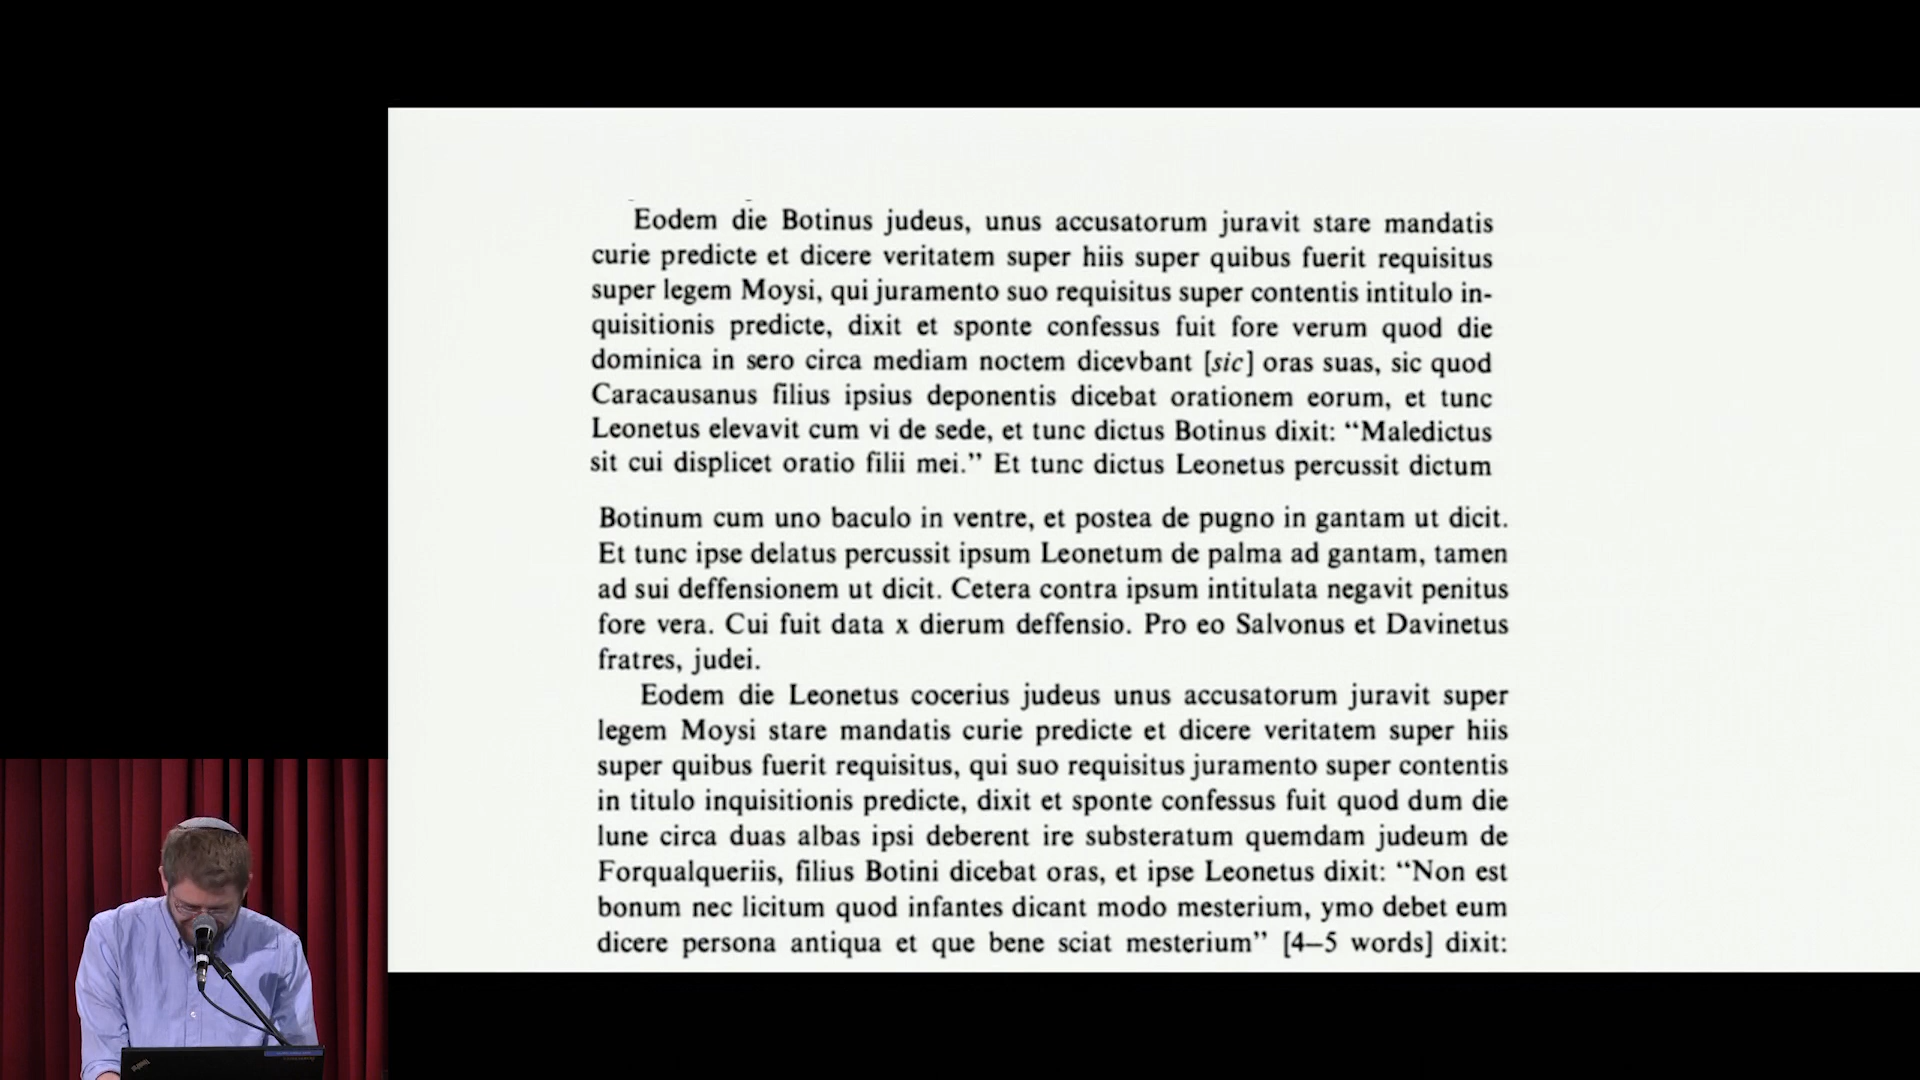 Eodem die Botinus judeus, unus accusatorum juravit stare mandatis
curie predicte et dicere veritatem super hiis super quibus fuerit requisitus
super legem Moysi, qui juramento suo requisitus super contentis intitulo in-
quisitionis predicte, dixit et sponte confessus fuit fore verum quod die
dominica in sero circa mediam noctem dicevbant [sic] oras suas, sic quod
Caracausanus filius ipsius deponentis dicebat orationem eorum, et tunc
Leonetus elevavit cum vi de sede, et tunc dictus Botinus dixit: “Maledictus
sit cui displicet oratio filii mei.” Et tunc dictus Leonetus percussit dictum
Botinum cum uno baculo in ventre, et postea de pugno in gantam ut dicit.
Et tunc ipse delatus percussit ipsum Leonetum de palma ad gantam, tamen
ad sui deffensionem ut dicit. Cetera contra ipsum intitulata negavit penitus
fore vera. Cui fuit data x dierum deffensio. Pro eo Salvonus et Davinetus
fratres, judei.
Eodem die Leonetus cocerius judeus unus accusatorum juravit super
legem Moysi stare mandatis curie predicte et dicere veritatem super hiis
super quibus fuerit requisitus, qui suo requisitus juramento super contentis
in titulo inquisitionis predicte, dixit et sponte confessus fuit quod dum die
lune circa duas albas ipsi deberent ire substeratum quemdam judeum de
Forqualqueriis, filius Botini dicebat oras, et ipse Leonetus dixit: “Non est
bonum nec licitum quod infantes dicant modo mesterium, ymo debet eum
dicere persona antiqua et que bene sciat mesterium” [4–5 words] dixit: